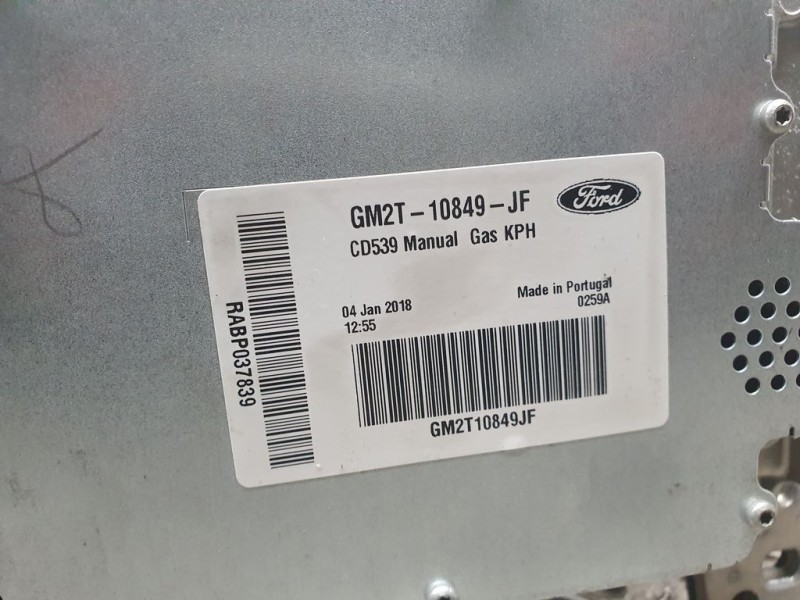 GM2T-10849-JF
Ford
CD539 Manual Gas KPH
04 Jan 2018
12:55
Made in Portugal
0259A
RABP037839
GM2T10849JF